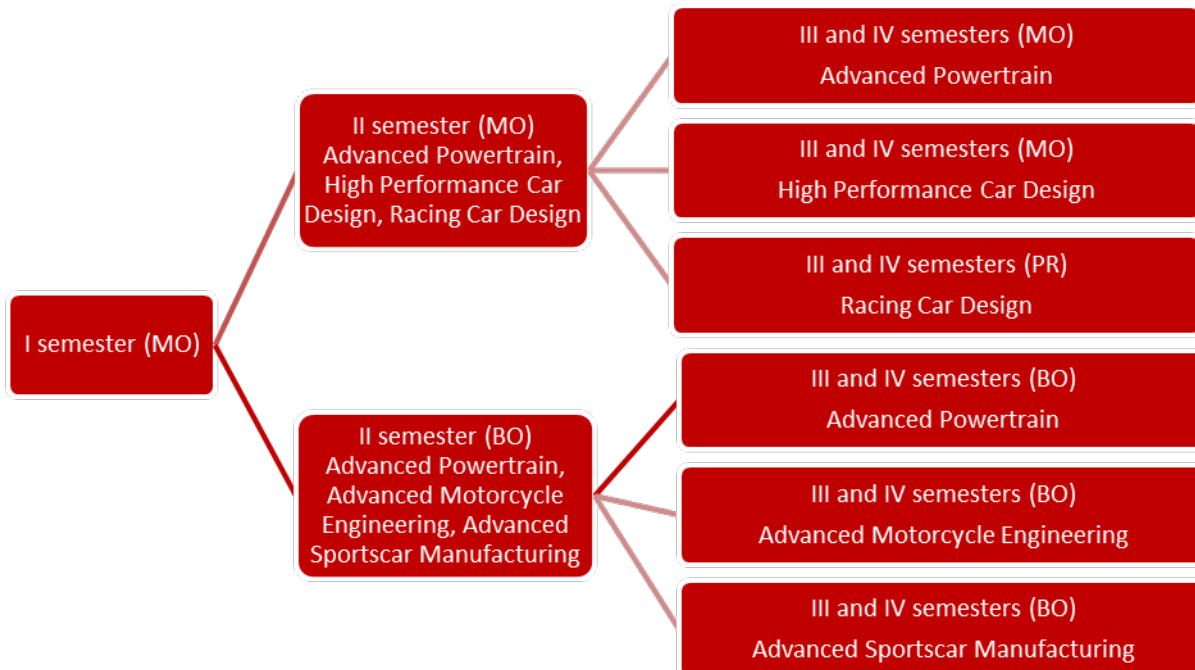 I semester (MO)
II semester (MO)
Advanced Powertrain,
High Performance Car
Design, Racing Car Design
II semester (BO)
Advanced Powertrain,
Advanced Motorcycle
Engineering, Advanced
Sportscar Manufacturing
III and IV semesters (MO)
Advanced Powertrain
III and IV semesters (MO)
High Performance Car Design
III and IV semesters (PR)
Racing Car Design
III and IV semesters (BO)
Advanced Powertrain
III and IV semesters (BO)
Advanced Motorcycle Engineering
III and IV semesters (BO)
Advanced Sportscar Manufacturing